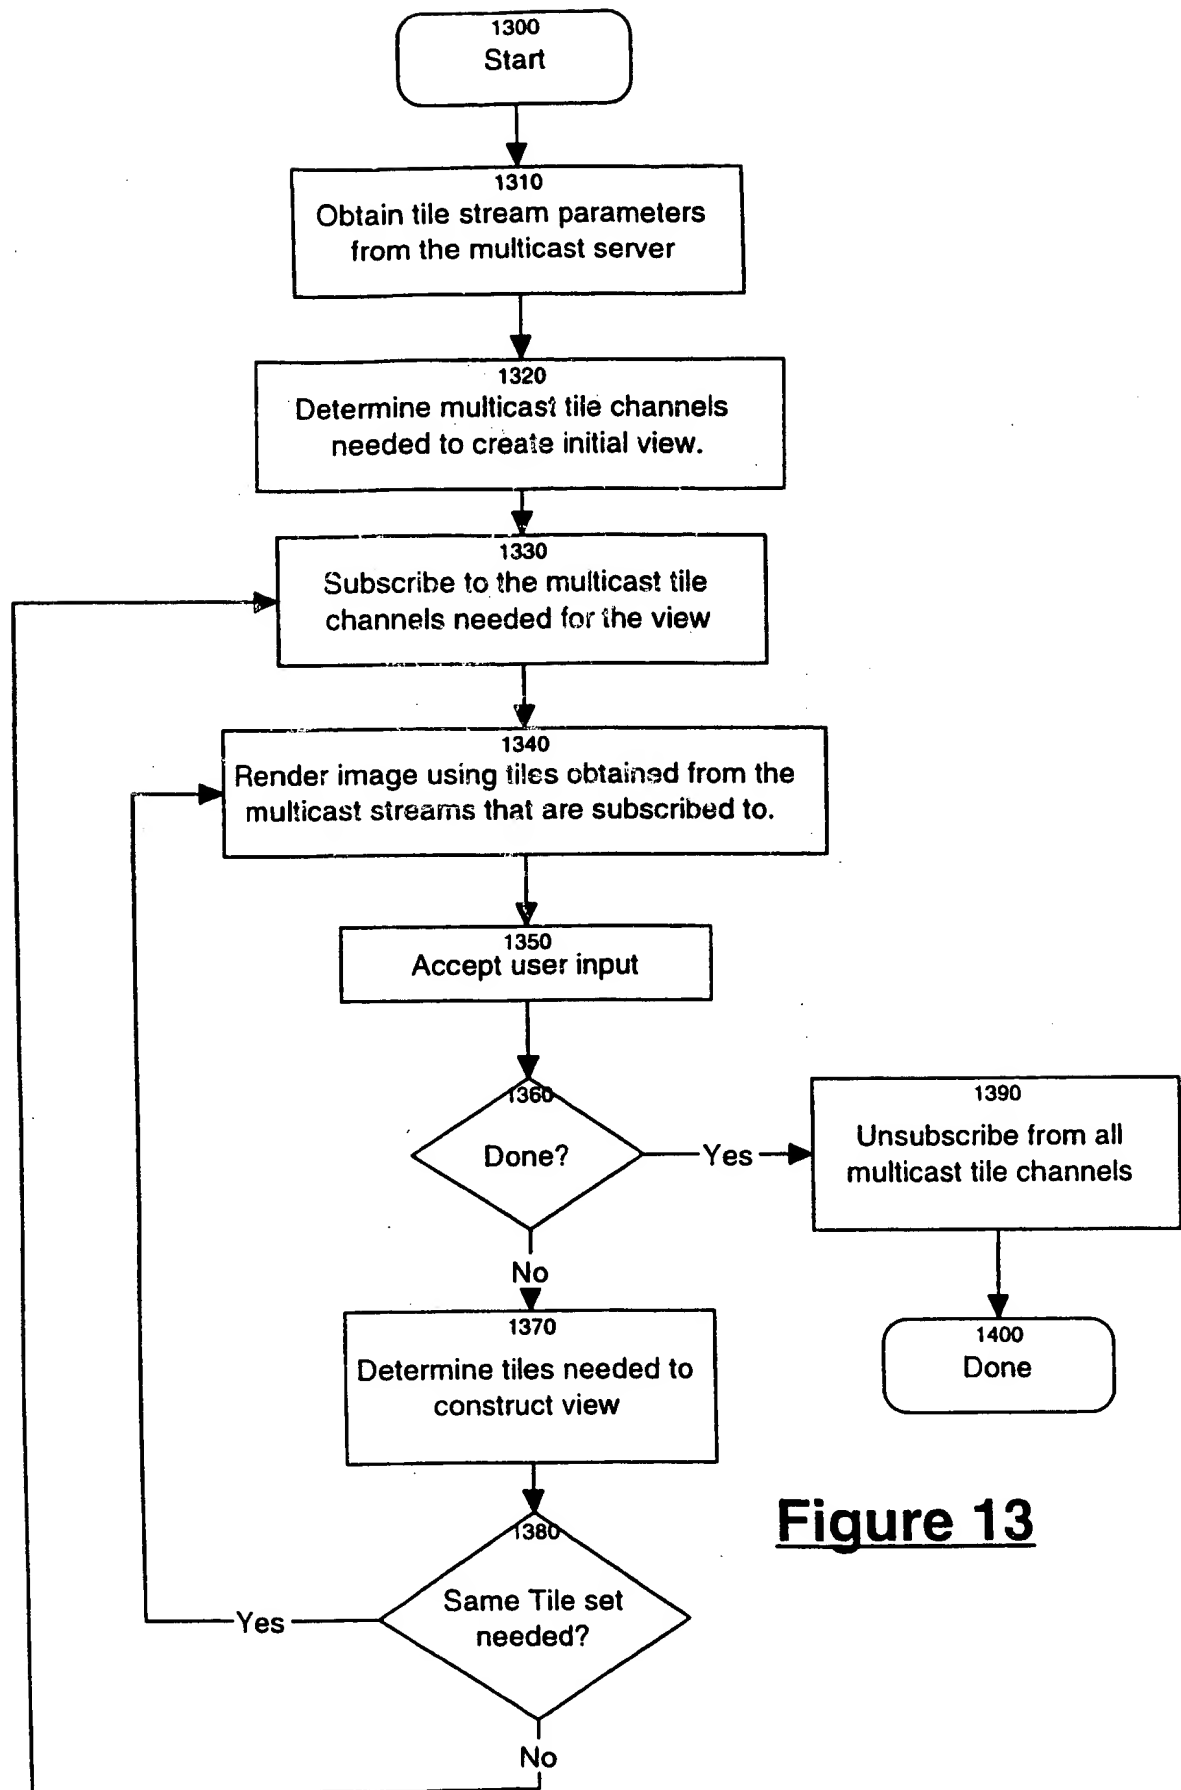 1300
Start
1310
Obtain tile stream parameters
from the multicast server
1320
Determine multicast tile channels
needed to create initial view.
1330
Subscribe to the multicast tile
channels needed for the view
1340
Render image using tiles obtained from the
multicast streams that are subscribed to.
1350
Accept user input
1360
Done?
Yes
1390
Unsubscribe from all
multicast tile channels
No
1370
Determine tiles needed to
construct view
1400
Done
Figure 13
1380
Same Tile set
needed?
Yes
No